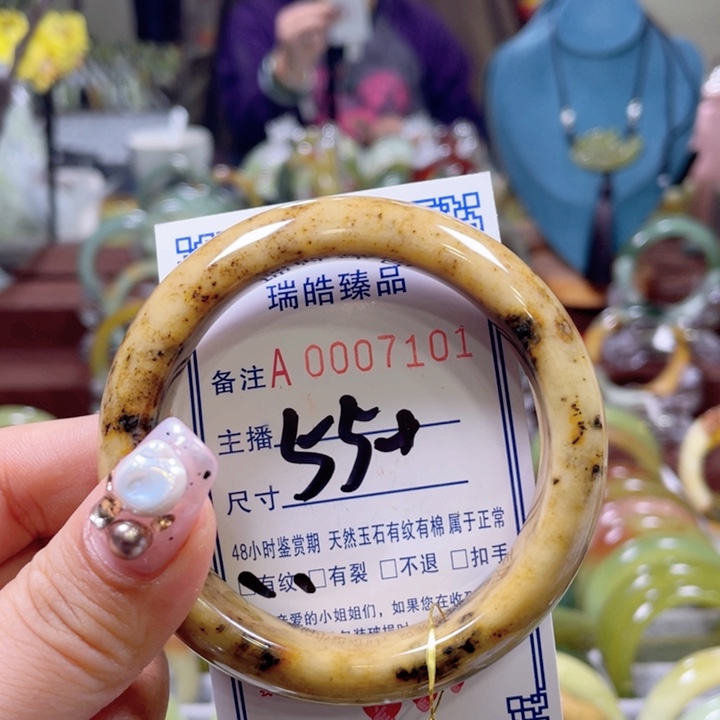 瑞皓臻品
备注A 0007101
主播 55+
尺寸
48小时鉴赏期 天然玉石有纹有棉 属于正常
□有纹 □有裂 □不退 □扣手
亲爱的小姐姐们，如果您在收